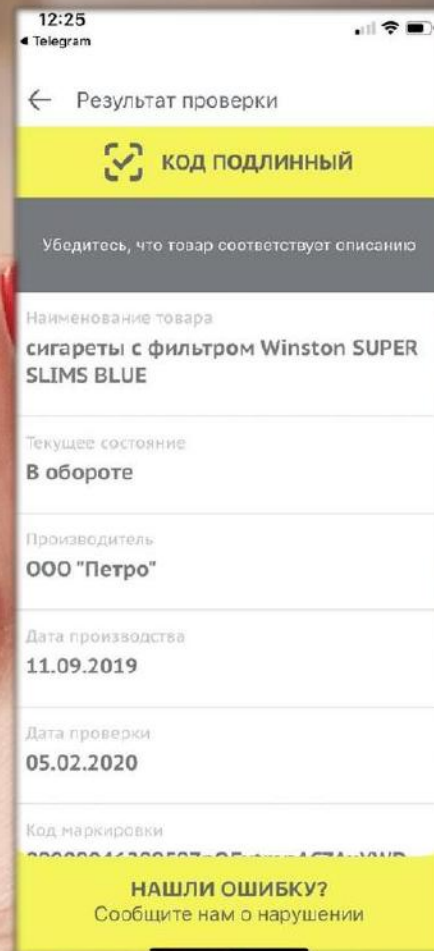 12:25
Telegram
Результат проверки
КОД ПОДЛИННЫЙ
Убедитесь, что товар соответствует описанию
Наименование товара
сигареты с фильтром Winston SUPER
SLIMS BLUE
Текущее состояние
В обороте
Производитель
ООО "Петро"
Дата производства
11.09.2019
Дата проверки
05.02.2020
Код маркировки
НАШЛИ ОШИБКУ?
Сообщите нам о нарушении